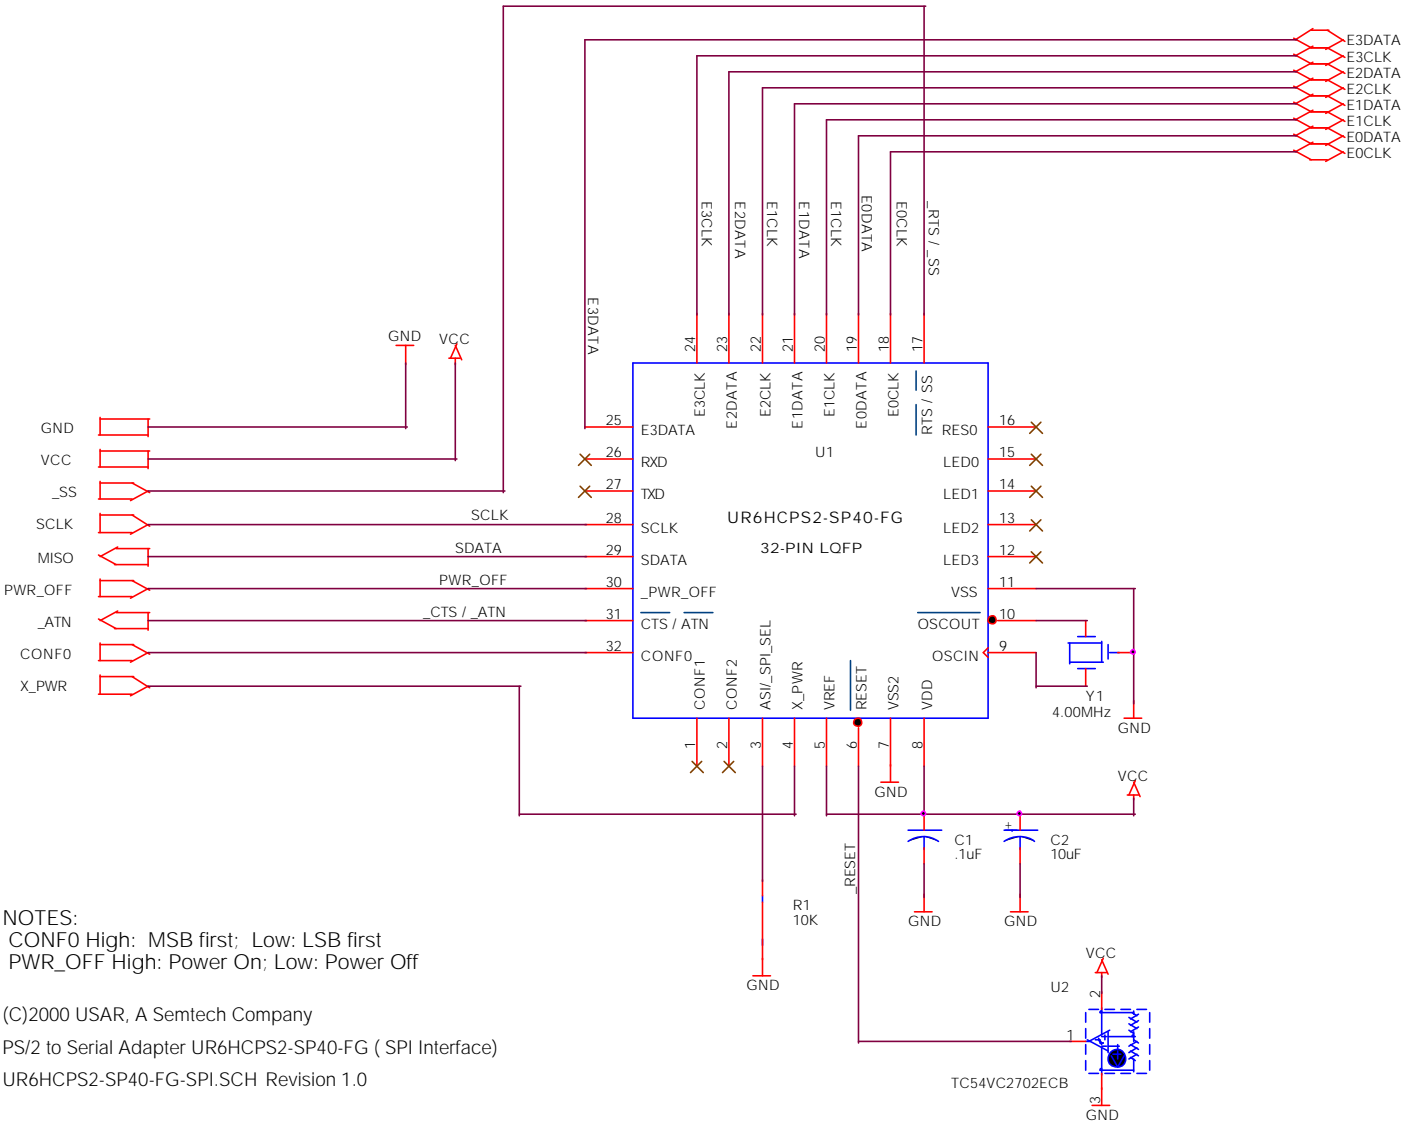 E3DATA
E3CLK
E2DATA
E2CLK
E1DATA
E1CLK
E0DATA
E0CLK
E3CLK
E2DATA
E1CLK
E1DATA
E1CLK
E0DATA
E0CLK
_RTS / _SS
E3DATA
GND
VCC
24
23
22
21
20
19
18
17
E3CLK
E2DATA
E2CLK
E1DATA
E1CLK
E0DATA
E0CLK
RTS / SS
GND
VCC
_SS
SCLK
MISO
PWR_OFF
_ATN
CONF0
X_PWR
SCLK
SDATA
PWR_OFF
_CTS / _ATN
25
26
27
28
29
30
31
32
E3DATA
RXD
TXD
SCLK
SDATA
_PWR_OFF
CTS / ATN
CONF0
U1
UR6HCPS2-SP40-FG
32-PIN LQFP
RES0
LED0
LED1
LED2
LED3
VSS
OSCOUT
OSCIN
16
15
14
13
12
11
10
9
Y1
4.00MHz
GND
CONF1
CONF2
ASI/_SPI_SEL
X_PWR
VREF
RESET
VSS2
VDD
1
2
3
4
5
6
7
8
GND
VCC
_RESET
C1
.1uF
C2
10uF
GND
GND
R1
10K
GND
VCC
U2
2
1
3
TC54VC2702ECB
GND
NOTES:
CONF0 High: MSB first; Low: LSB first
PWR_OFF High: Power On; Low: Power Off
(C)2000 USAR, A Semtech Company
PS/2 to Serial Adapter UR6HCPS2-SP40-FG ( SPI Interface)
UR6HCPS2-SP40-FG-SPI.SCH Revision 1.0